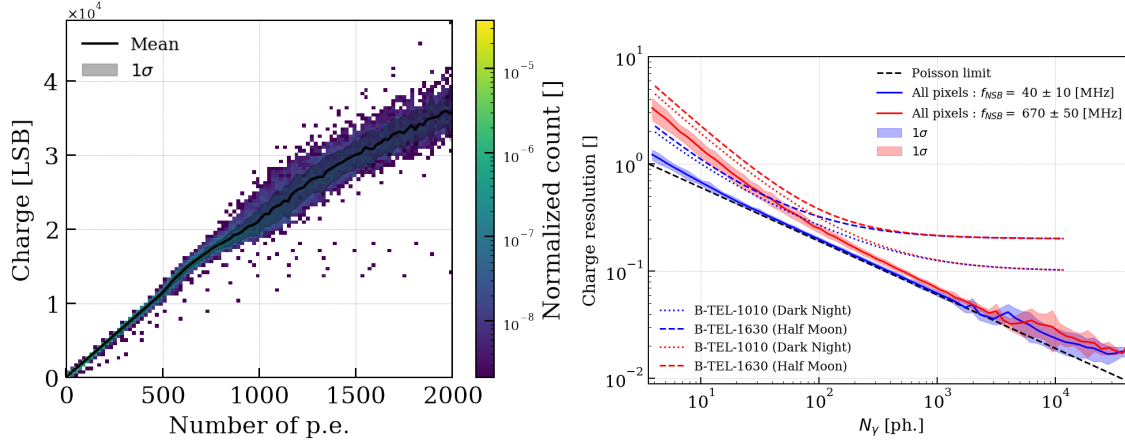 ×10⁴
Mean
1σ
Charge [LSB]
4
3
2
1
0
0
500
1000
1500
2000
Number of p.e.
Normalized count []
10⁻⁵
10⁻⁶
10⁻⁷
10⁻⁸
Poisson limit
All pixels : f_NSB = 40 ± 10 [MHz]
All pixels : f_NSB = 670 ± 50 [MHz]
1σ
1σ
Charge resolution []
10¹
10⁰
10⁻¹
10⁻²
B-TEL-1010 (Dark Night)
B-TEL-1630 (Half Moon)
B-TEL-1010 (Dark Night)
B-TEL-1630 (Half Moon)
10¹
10²
10³
10⁴
N_γ [ph.]